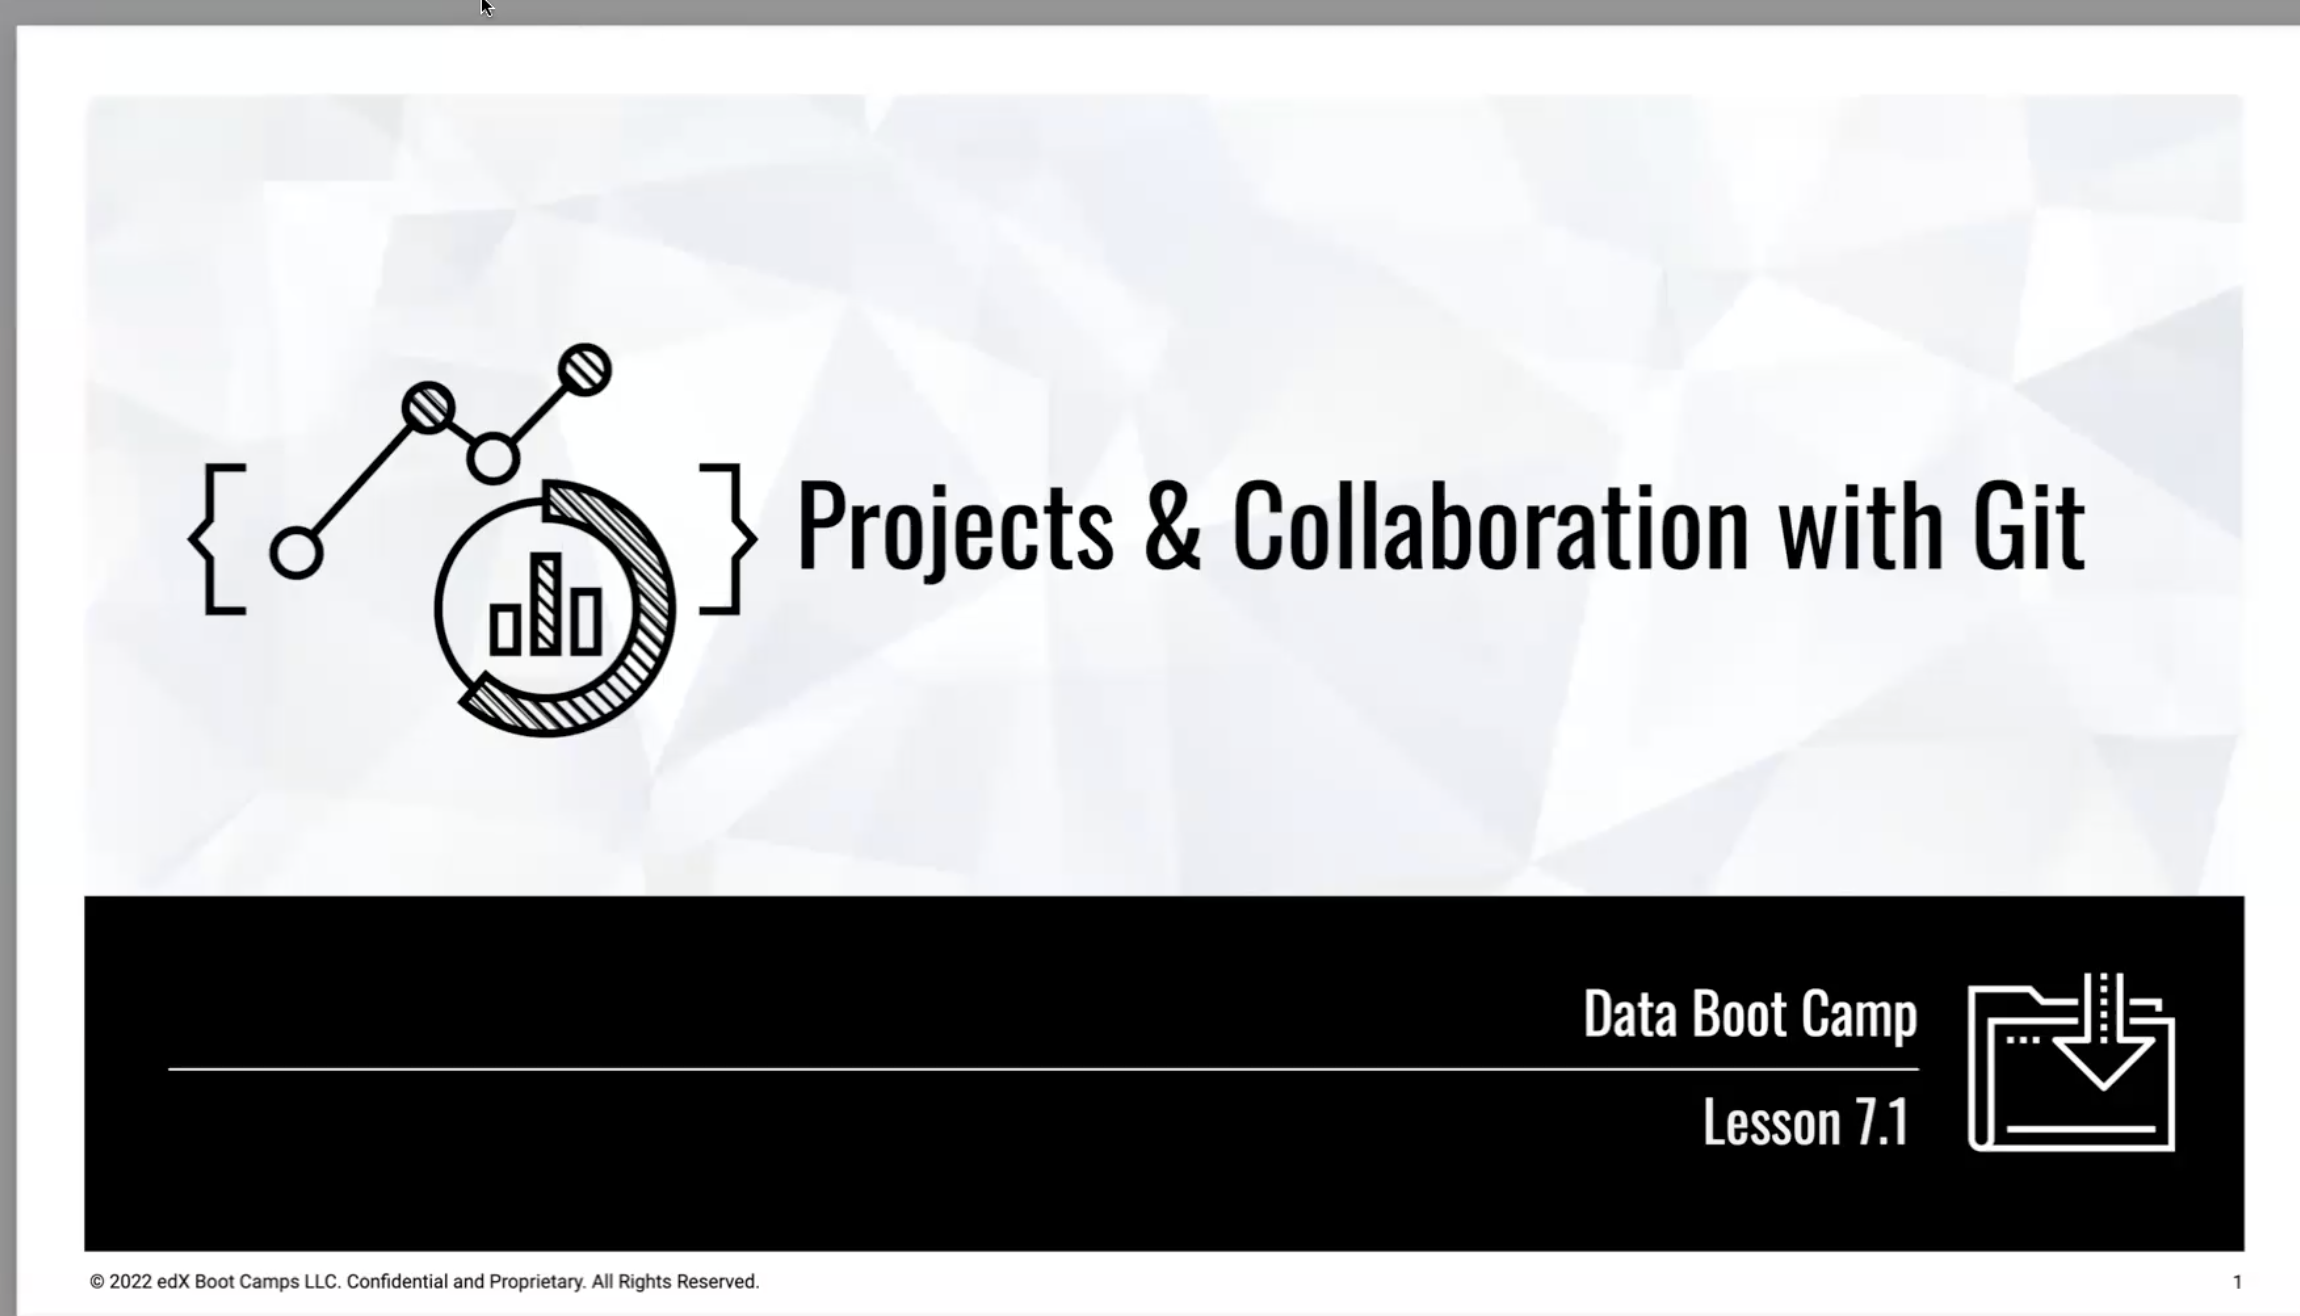 Projects & Collaboration with Git
Data Boot Camp
Lesson 7.1
© 2022 edX Boot Camps LLC. Confidential and Proprietary. All Rights Reserved.
1